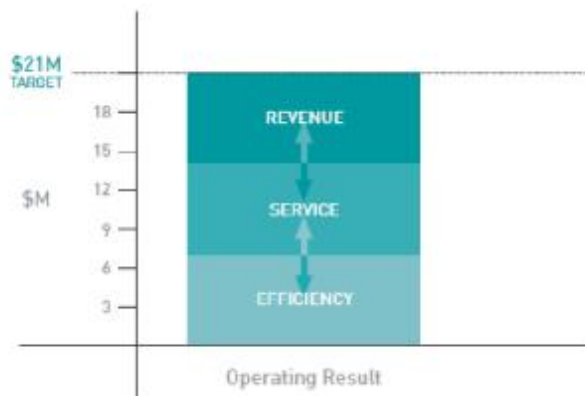 $21M
TARGET
18
15
$M
12
9
6
3
REVENUE
SERVICE
EFFICIENCY
Operating Result